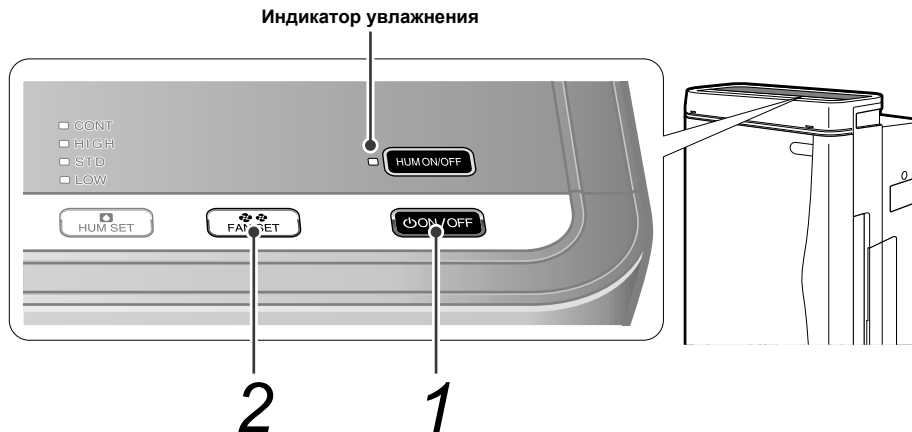 Индикатор увлажнения
CONT
HIGH
STD
LOW
HUM ON/OFF
HUM SET
FAN SET
ON/OFF
2
1